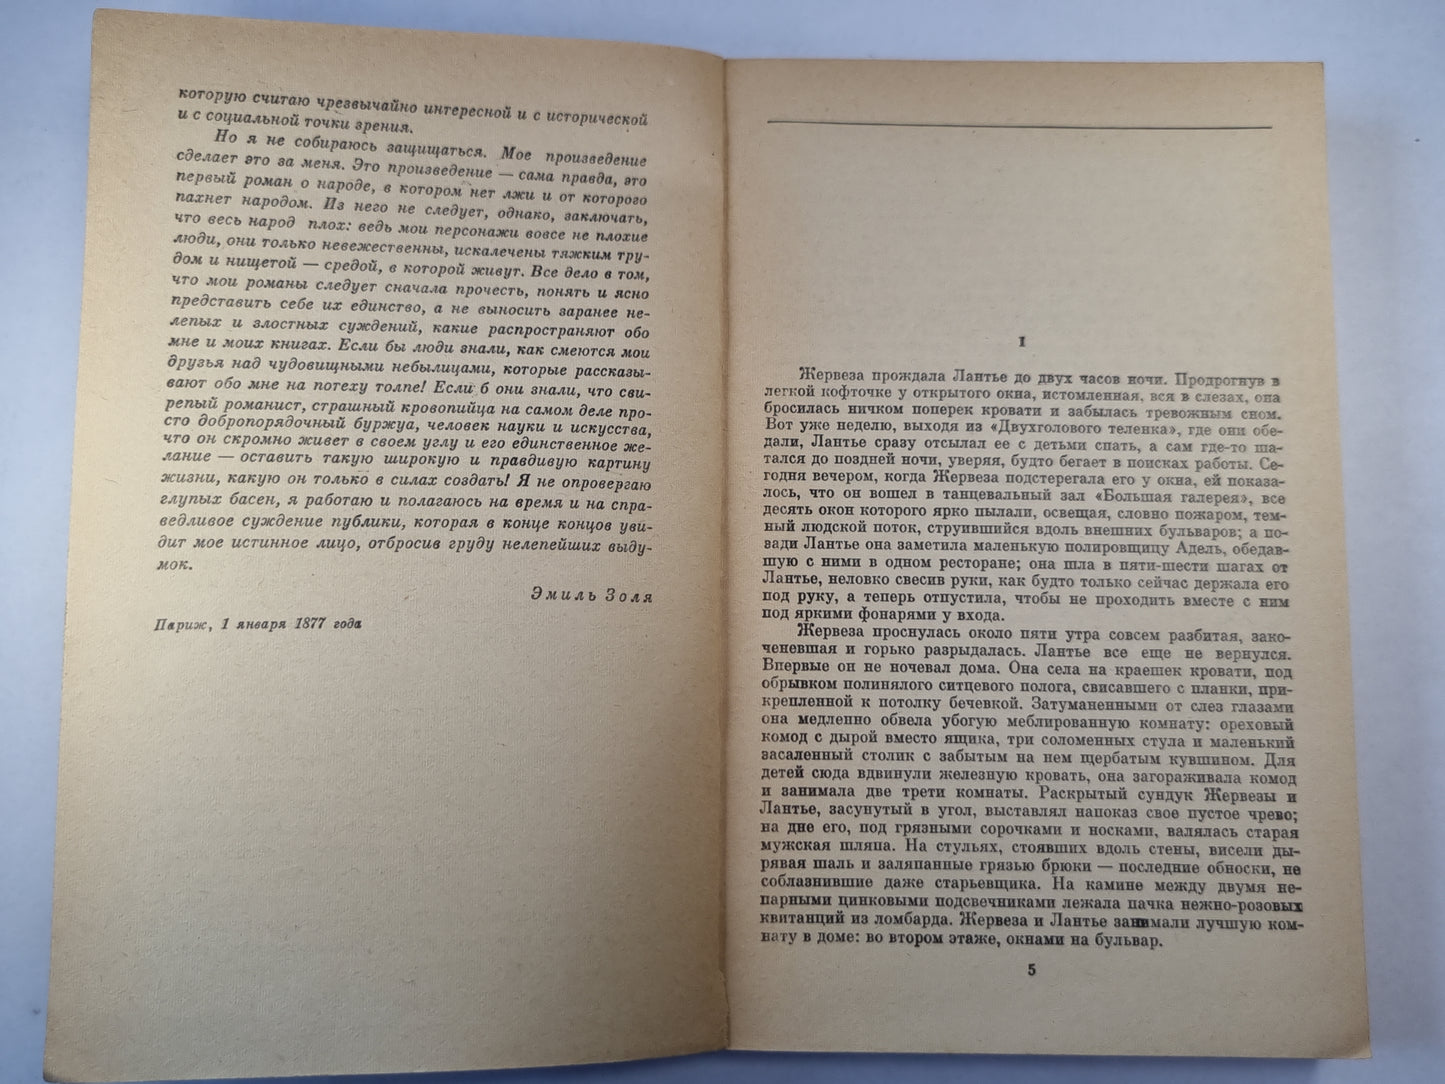 которую считаю чрезвычайно интересной и с исторической
и с социальной точки зрения.
Но я не собираюсь защищаться. Мое произведение
сделает это за меня. Это произведение — сама правда, это
первый роман о народе, в котором нет лжи и от которого
пахнет народом. Из него не следует, однако, заключать,
что весь народ плох: ведь мои персонажи вовсе не плохие
люди, они только невежественны, искалечены тяжким тру-
дом и нищетой — средой, в которой живут. Все дело в том,
что мои романы следует сначала прочесть, понять и ясно
представить себе их единство, а не выносить заранее не-
лепых и злостных суждений, какие распространяют обо
мне и моих книгах. Если бы люди знали, как смеются мои
друзья над чудовищными небылицами, которые рассказы-
вают обо мне на потеху толпе! Если б они знали, что сви-
репый романист, страшный кровопийца на самом деле про-
сто добропорядочный буржуа, человек науки и искусства,
что он скромно живет в своем углу и его единственное же-
лание — оставить такую широкую и правдивую картину
жизни, какую он только в силах создать! Я не опровергаю
глупых басен, я работаю и полагаюсь на время и на спра-
ведливое суждение публики, которая в конце концов уви-
дит мое истинное лицо, отбросив груду нелепейших выду-
мок.
Эмиль Золя
Париж, 1 января 1877 года
I
Жервеза прождала Лантье до двух часов ночи. Продрогнув в
легкой кофточке у открытого окна, истомленная, вся в слезах, она
бросилась ничком поперек кровати и забылась тревожным сном.
Вот уже неделю, выходя из «Двухголового теленка», где они обе-
дали, Лантье сразу отсылал ее с детьми спать, а сам где-то ша-
тался до поздней ночи, уверяя, будто бегает в поисках работы. Се-
годня вечером, когда Жервеза подстерегала его у окна, ей показа-
лось, что он вошел в танцевальный зал «Большая галерея», все
десять окон которого ярко пылали, освещая, словно пожаром, тем-
ный людской поток, струившийся вдоль внешних бульваров; а по-
зади Лантье она заметила маленькую полировщицу Адель, обедав-
шую с ними в одном ресторане; она шла в пяти-шести шагах от
Лантье, неловко свесив руки, как будто только сейчас держала его
под руку, а теперь отпустила, чтобы не проходить вместе с ним
под яркими фонарями у входа.
Жервеза проснулась около пяти утра совсем разбитая, зако-
ченевшая и горько разрыдалась. Лантье все еще не вернулся.
Впервые он не ночевал дома. Она села на краешек кровати, под
обрывком полинялого ситцевого полога, свисавшего с планки, при-
крепленной к потолку бечевкой. Затуманенными от слез глазами
она медленно обвела убогую меблированную комнату: ореховый
комод с дырой вместо ящика, три соломенных стула и маленький
засаленный столик с забытым на нем щербатым кувшином. Для
детей сюда вдвинули железную кровать, она загораживала комод
и занимала две трети комнаты. Раскрытый сундук Жервезы и
Лантье, засунутый в угол, выставлял напоказ свое пустое чрево;
на дне его, под грязными сорочками и носками, валялась старая
мужская шляпа. На стульях, стоявших вдоль стены, висели ды-
рявая шаль и заляпанные грязью брюки — последние обноски, не
соблазнившие даже старьевщика. На камине между двумя не-
парными цинковыми подсвечниками лежала пачка нежно-розовых
квитанций из ломбарда. Жервеза и Лантье занимали лучшую ком-
нату в доме: во втором этаже, окнами на бульвар.
5